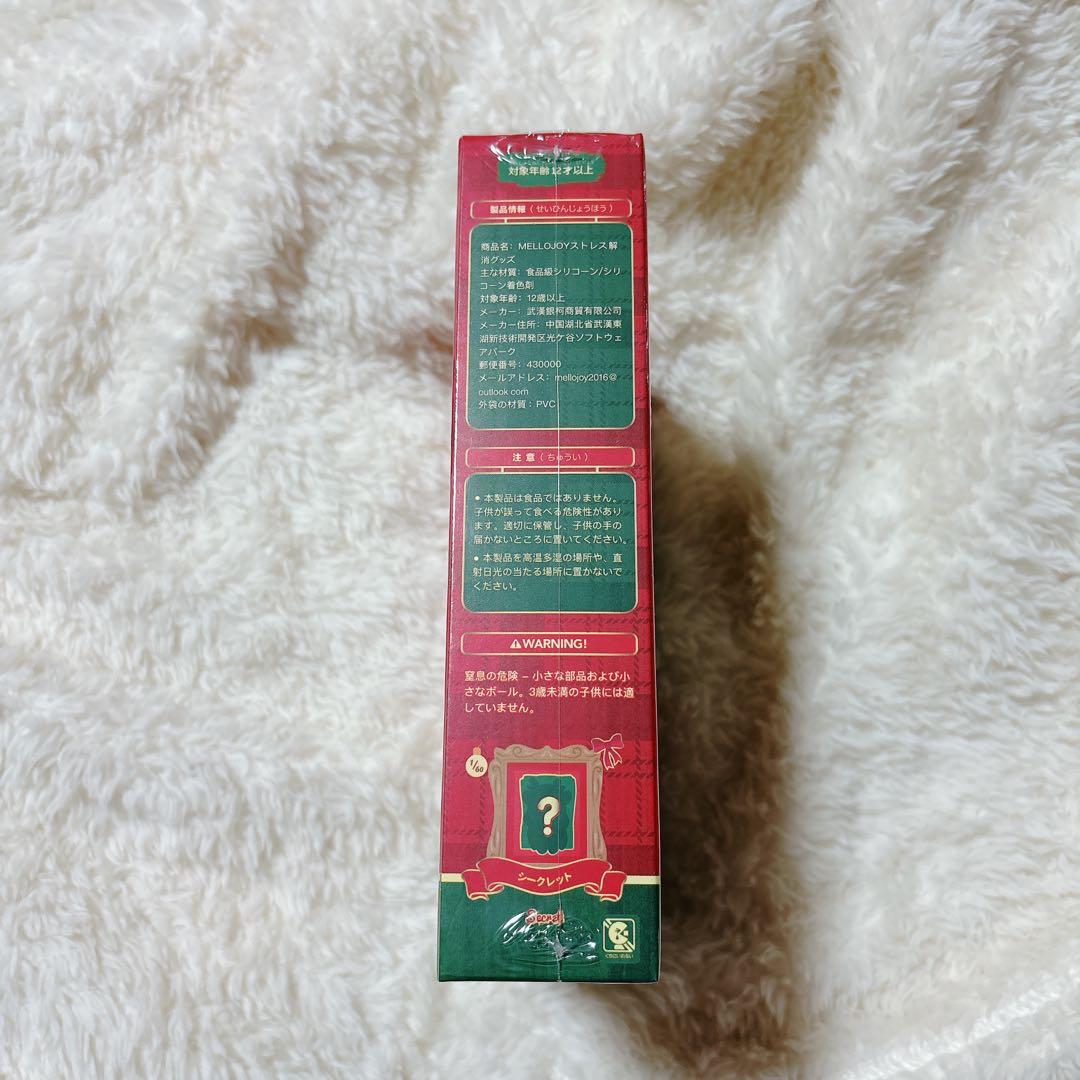 対象年齢12才以上
製品情報（せいひんじょうほう）
商品名：MELLOJOYストレス解
消グッズ
主な材質：食品級シリコーン/シリ
コーン着色剤
対象年齢：12歳以上
メーカー：武漢銀柯商貿有限公司
メーカー住所：中国湖北省武漢東
湖新技術開発区光ケ谷ソフトウェ
アパーク
郵便番号：430000
メールアドレス：mellojoy2016@
outlook.com
外袋の材質：PVC
注意（ちゅうい）
• 本製品は食品ではありません。
子供が誤って食べる危険性があり
ます。適切に保管し、子供の手の
届かないところに置いてください。
• 本製品を高温多湿の場所や、直
射日光の当たる場所に置かないで
ください。
⚠WARNING!
窒息の危険 – 小さな部品および小
さなボール。3歳未満の子供には適
していません。
1/60
?
シークレット
Secret
くちにいれない